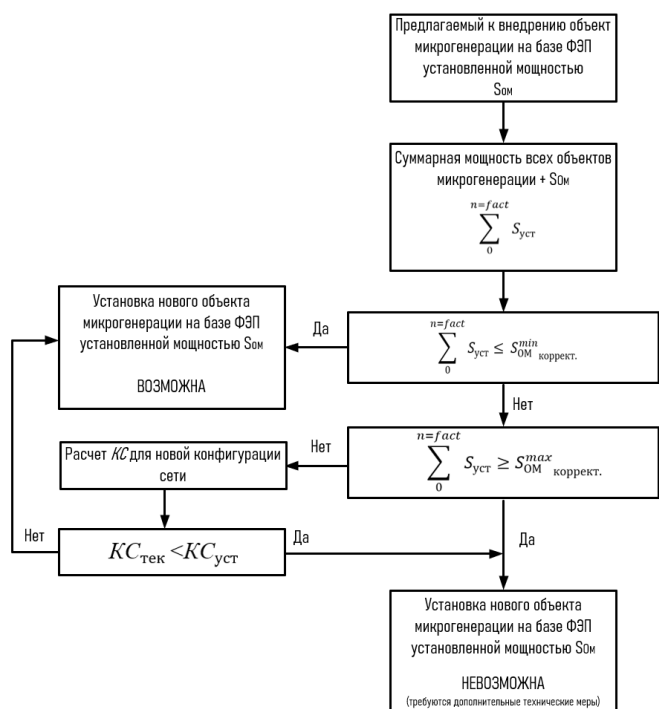 Предлагаемый к внедрению объект
микрогенерации на базе ФЭП
установленной мощностью
Sом
Суммарная мощность всех объектов
микрогенерации + Sом
n=fact
∑ Sуст
0
Установка нового объекта
микрогенерации на базе ФЭП
установленной мощностью Sом
ВОЗМОЖНА
Да
n=fact
∑ Sуст ≤ S^min_ОМ коррект.
0
Нет
Расчет КС для новой конфигурации
сети
Нет
n=fact
∑ Sуст ≥ S^max_ОМ коррект.
0
Нет
КСтек <КСуст
Да
Да
Установка нового объекта
микрогенерации на базе ФЭП
установленной мощностью Sом
НЕВОЗМОЖНА
(требуются дополнительные технические меры)